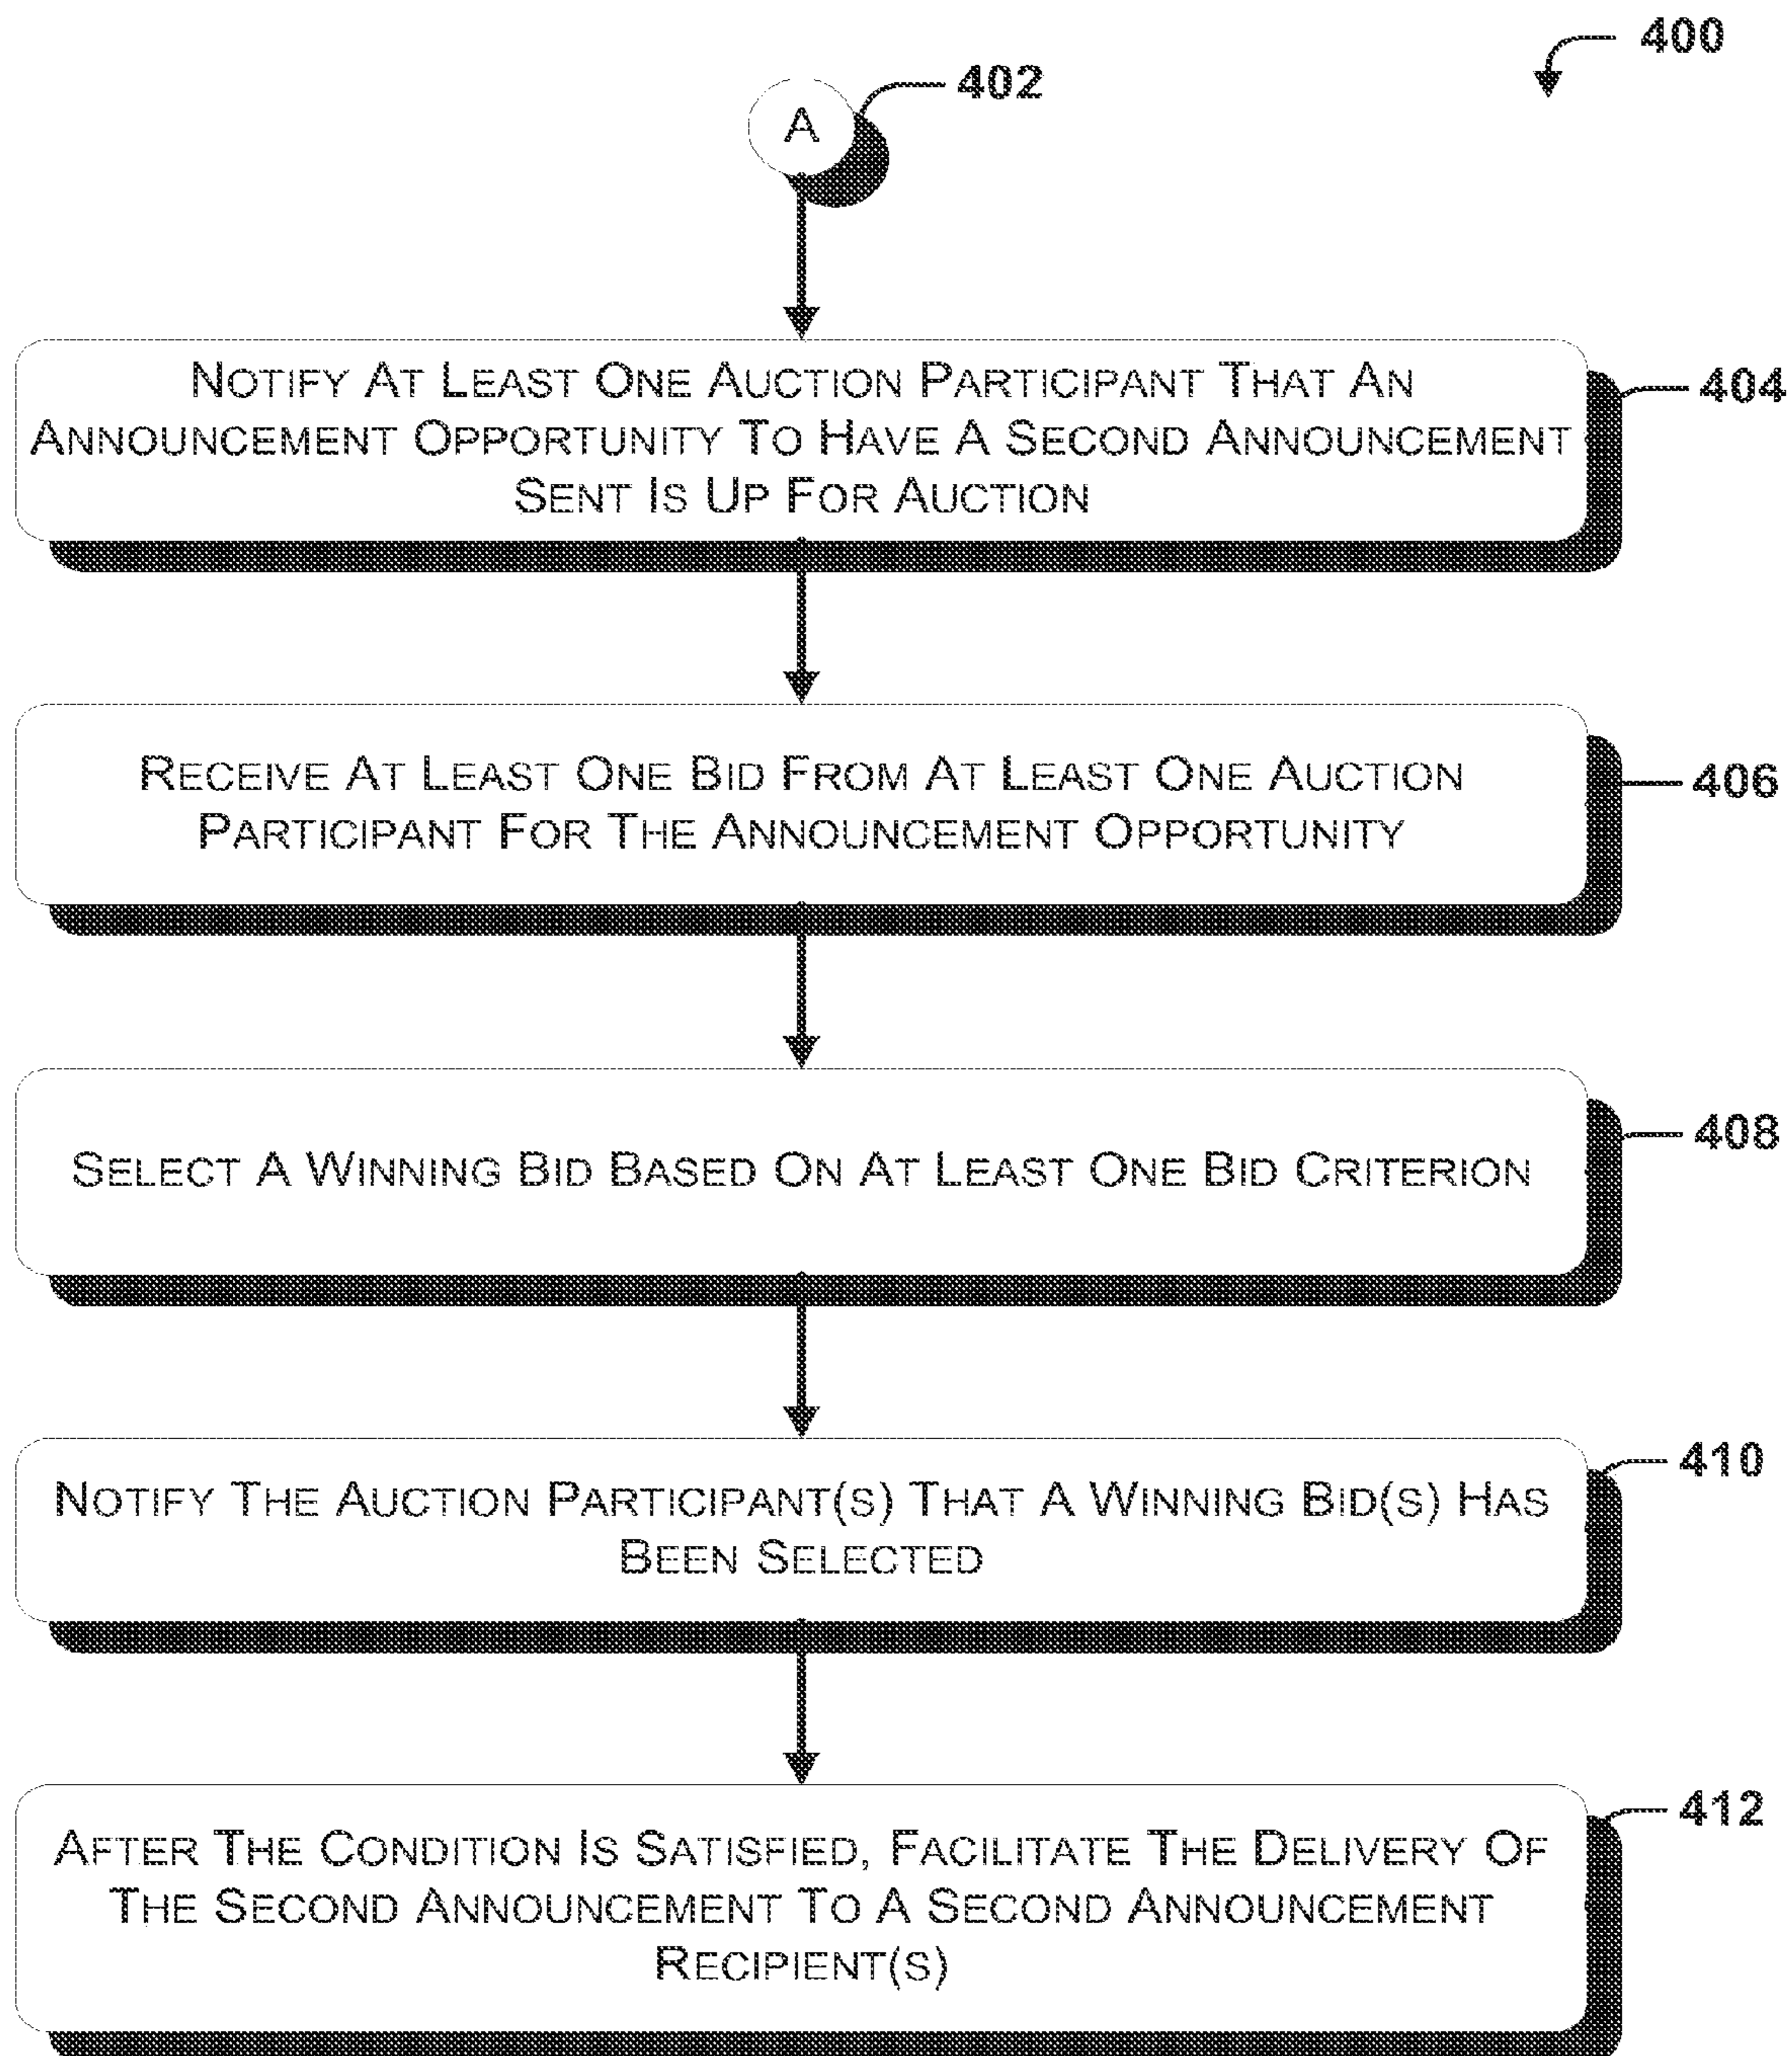 400
402
A
NOTIFY AT LEAST ONE AUCTION PARTICIPANT THAT AN
ANNOUNCEMENT OPPORTUNITY TO HAVE A SECOND ANNOUNCEMENT
SENT IS UP FOR AUCTION
404
RECEIVE AT LEAST ONE BID FROM AT LEAST ONE AUCTION
PARTICIPANT FOR THE ANNOUNCEMENT OPPORTUNITY
406
SELECT A WINNING BID BASED ON AT LEAST ONE BID CRITERION
408
NOTIFY THE AUCTION PARTICIPANT(S) THAT A WINNING BID(S) HAS
BEEN SELECTED
410
AFTER THE CONDITION IS SATISFIED, FACILITATE THE DELIVERY OF
THE SECOND ANNOUNCEMENT TO A SECOND ANNOUNCEMENT
RECIPIENT(S)
412